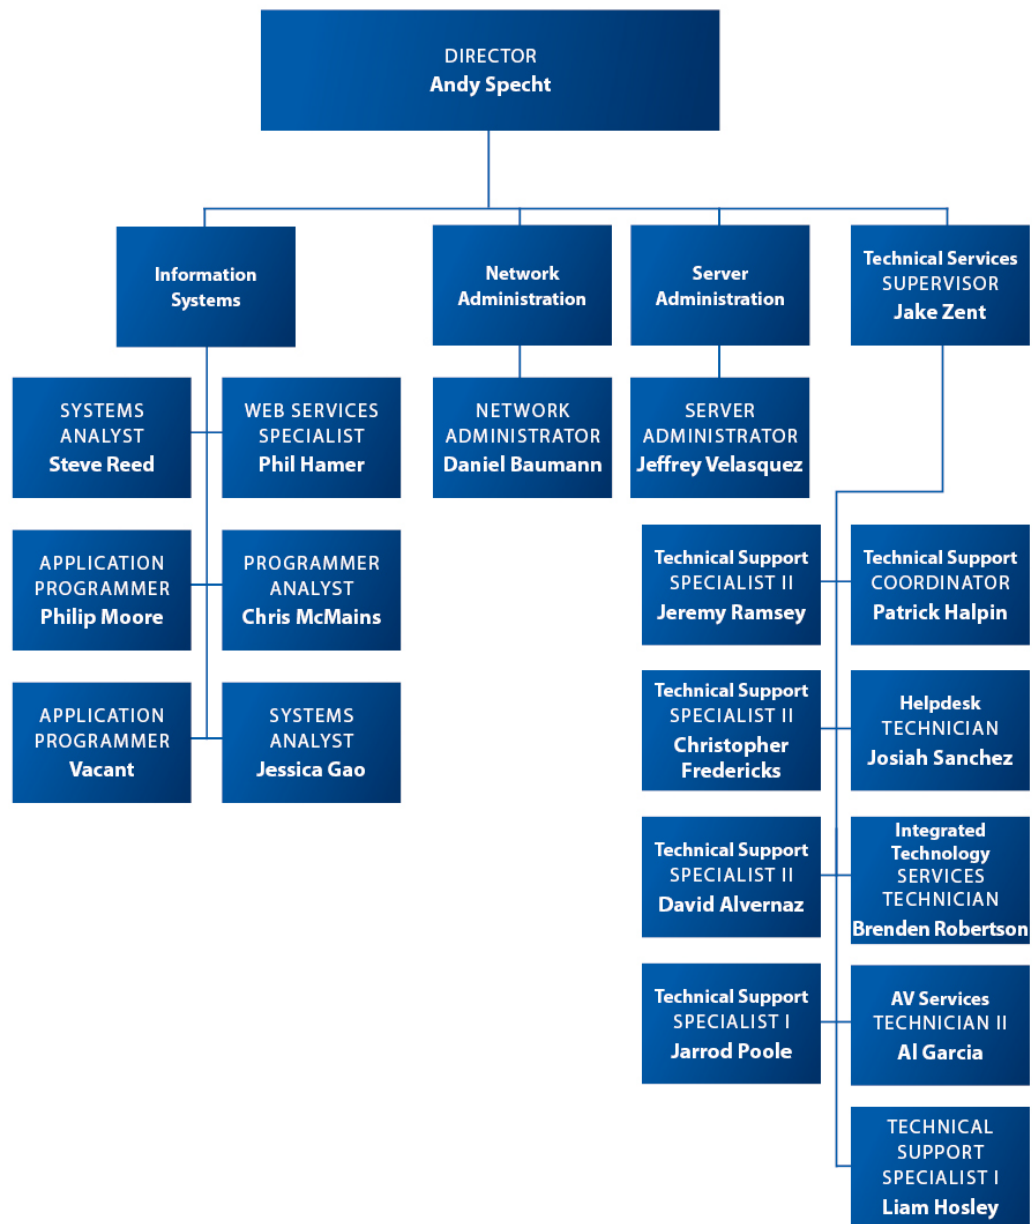 DIRECTOR
Andy Specht
Information
Systems
Network
Administration
Server
Administration
Technical Services
SUPERVISOR
Jake Zent
SYSTEMS
ANALYST
Steve Reed
WEB SERVICES
SPECIALIST
Phil Hamer
NETWORK
ADMINISTRATOR
Daniel Baumann
SERVER
ADMINISTRATOR
Jeffrey Velasquez
APPLICATION
PROGRAMMER
Philip Moore
PROGRAMMER
ANALYST
Chris McMains
Technical Support
SPECIALIST II
Jeremy Ramsey
Technical Support
COORDINATOR
Patrick Halpin
APPLICATION
PROGRAMMER
Vacant
SYSTEMS
ANALYST
Jessica Gao
Technical Support
SPECIALIST II
Christopher
Fredericks
Helpdesk
TECHNICIAN
Josiah Sanchez
Technical Support
SPECIALIST II
David Alvernaz
Integrated
Technology
SERVICES
TECHNICIAN
Brenden Robertson
Technical Support
SPECIALIST I
Jarrod Poole
AV Services
TECHNICIAN II
Al Garcia
TECHNICAL
SUPPORT
SPECIALIST I
Liam Hosley